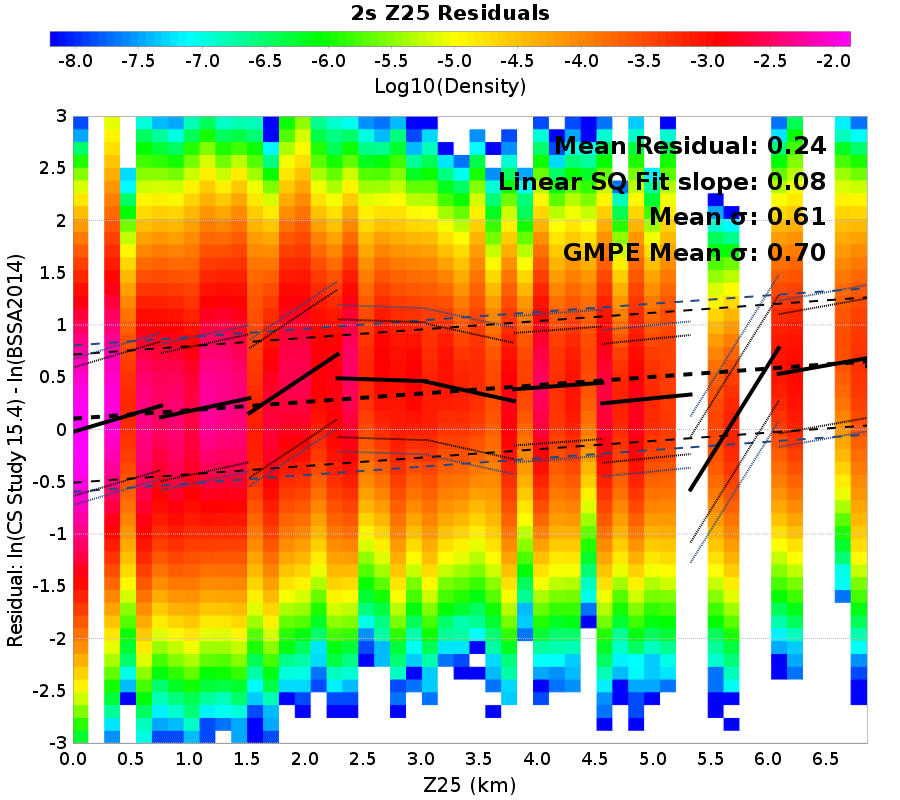 2s Z25 Residuals
-8.0 -7.5 -7.0 -6.5 -6.0 -5.5 -5.0 -4.5 -4.0 -3.5 -3.0 -2.5 -2.0
Log10(Density)
Mean Residual: 0.24
Linear SQ Fit slope: 0.08
Mean σ: 0.61
GMPE Mean σ: 0.70
Residual: ln(CS Study 15.4) - ln(BSSA2014)
3
2.5
2
1.5
1
0.5
0
-0.5
-1
-1.5
-2
-2.5
-3
0.0 0.5 1.0 1.5 2.0 2.5 3.0 3.5 4.0 4.5 5.0 5.5 6.0 6.5
Z25 (km)